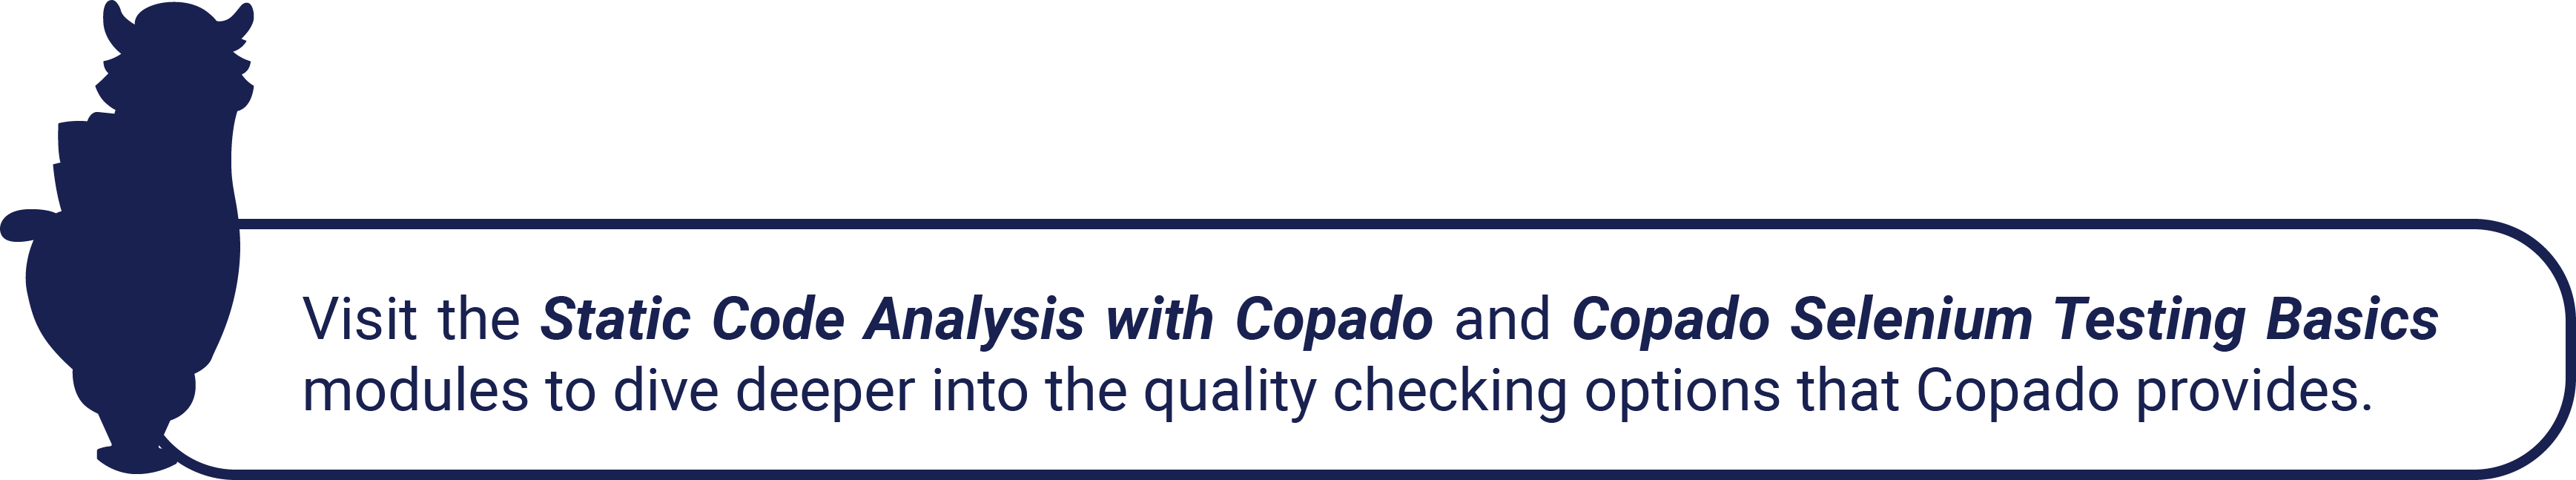 Visit the Static Code Analysis with Copado and Copado Selenium Testing Basics
modules to dive deeper into the quality checking options that Copado provides.